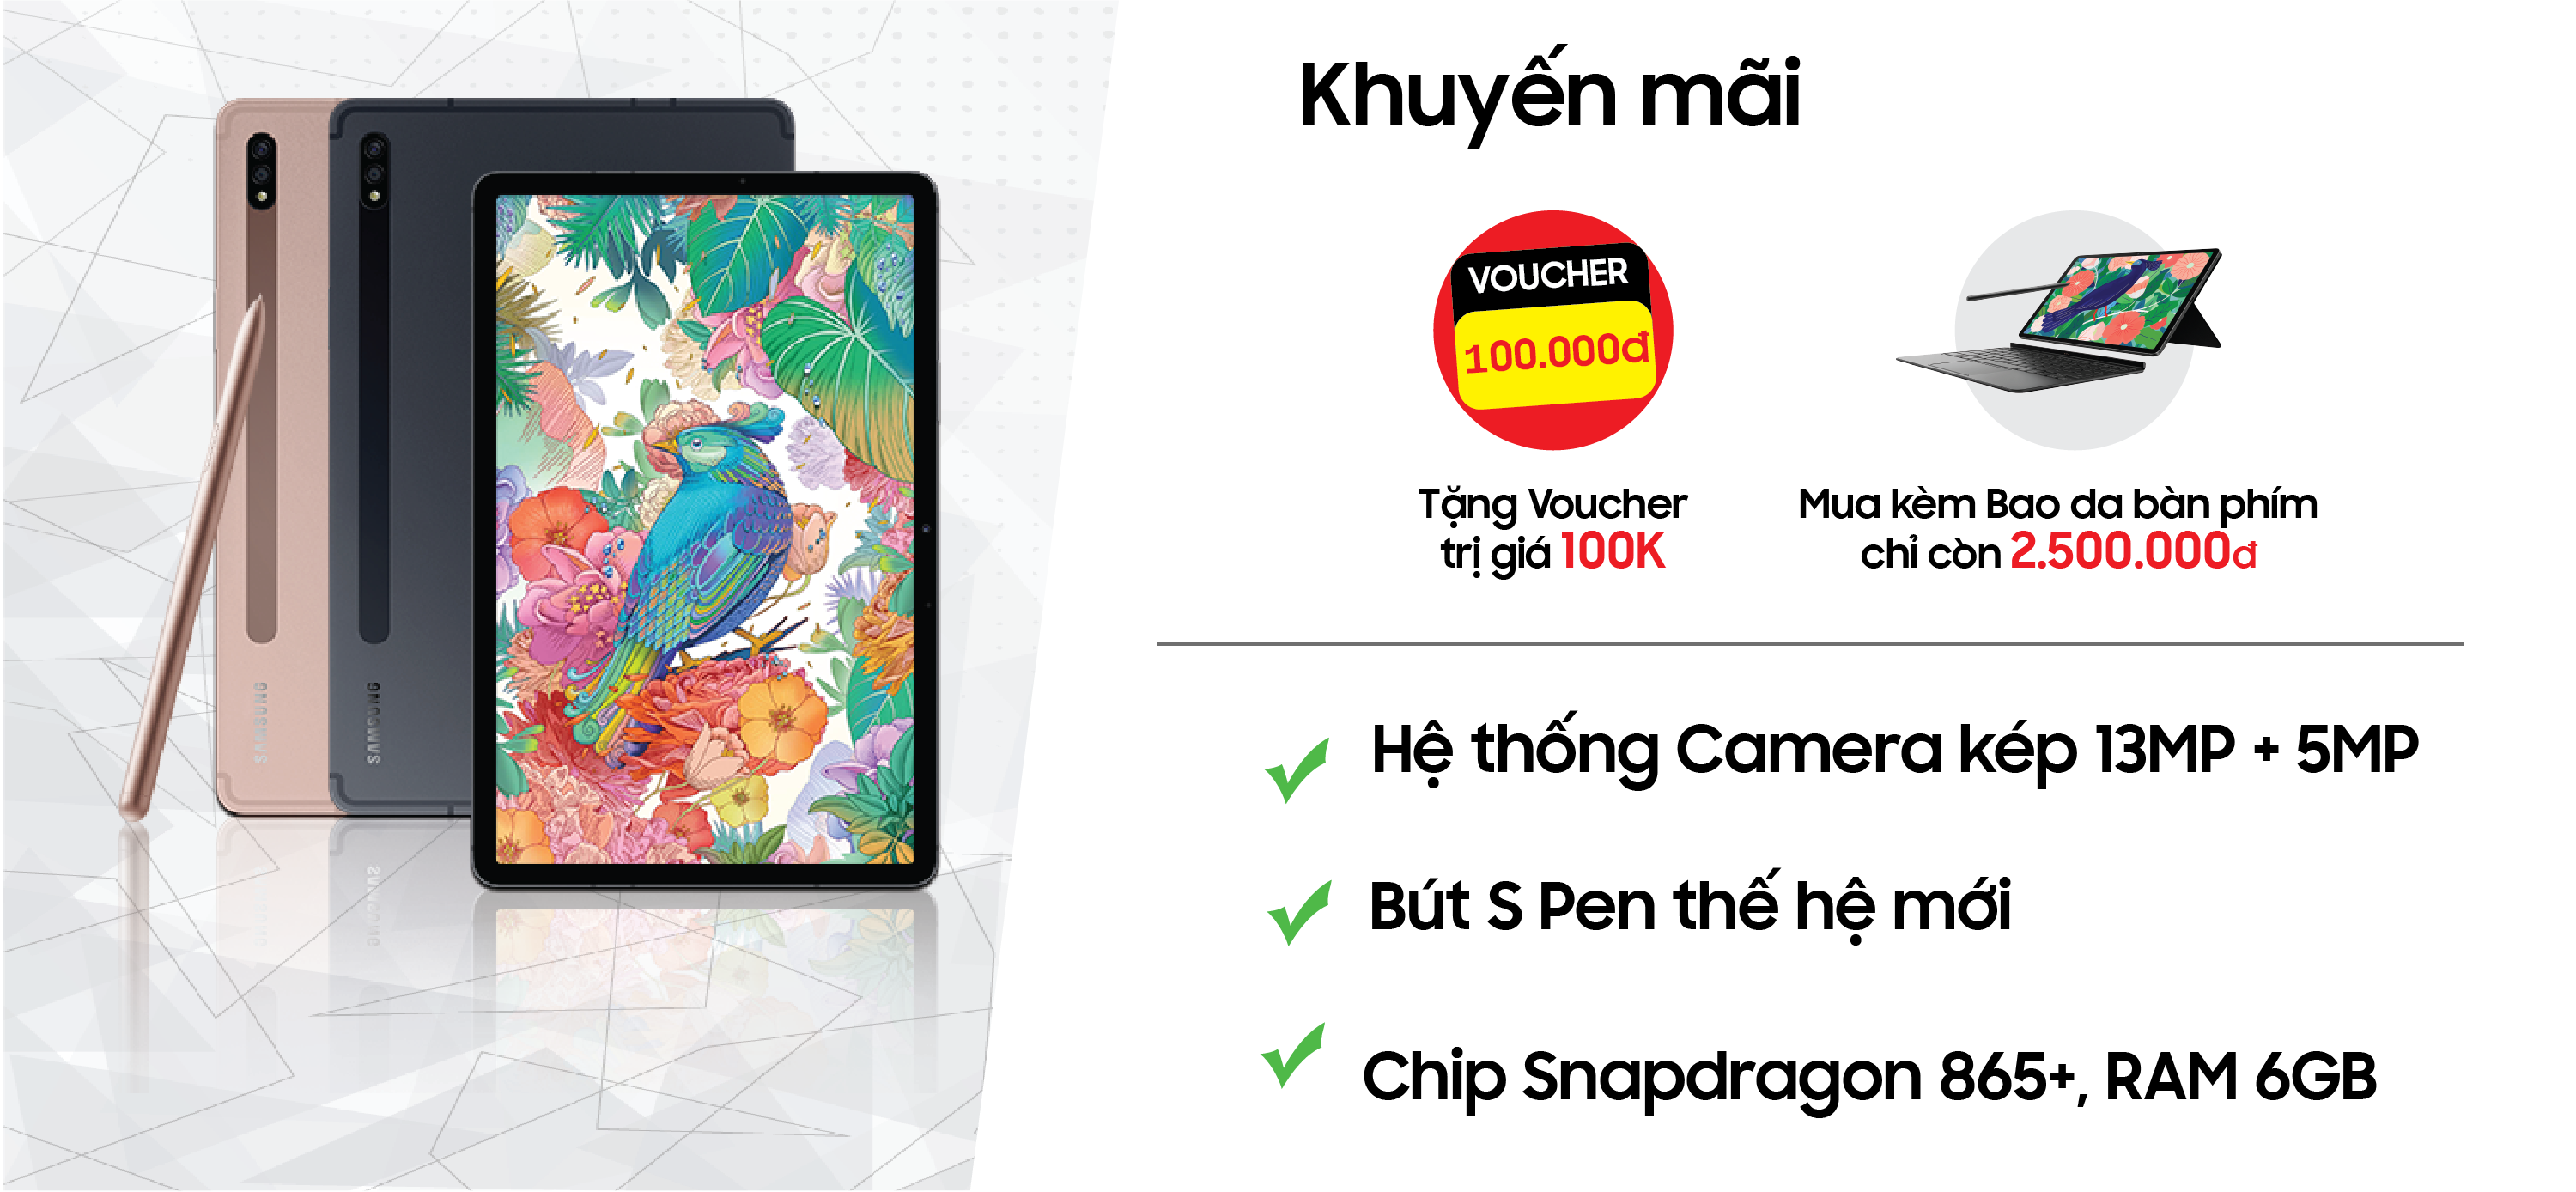 Khuyến mãi
VOUCHER
100.000đ
Tặng Voucher
trị giá 100K
Mua kèm Bao da bàn phím
chỉ còn 2.500.000đ
Hệ thống Camera kép 13MP + 5MP
Bút S Pen thế hệ mới
Chip Snapdragon 865+, RAM 6GB
SAMSUNG
SAMSUNG